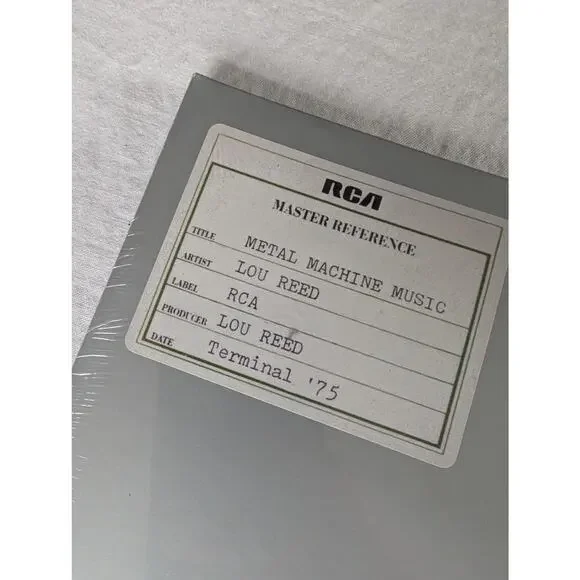 RCA
MASTER REFERENCE
TITLE METAL MACHINE MUSIC
ARTIST LOU REED
LABEL RCA
PRODUCER LOU REED
DATE Terminal '75